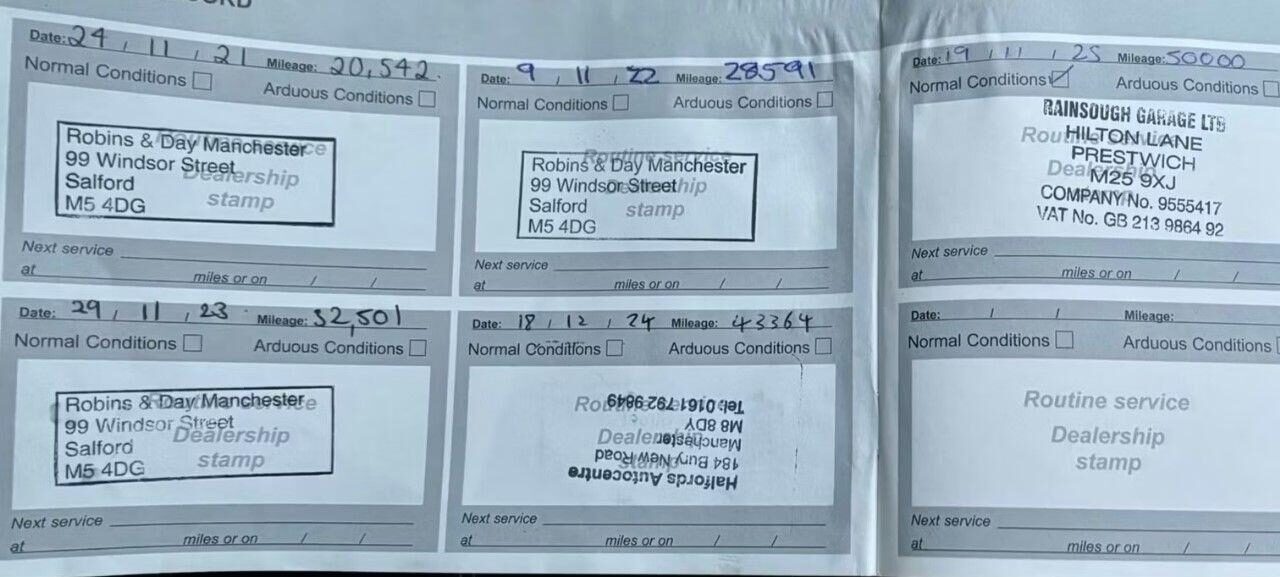 Date: 24 / 11 / 21 Mileage: 20,542.
Normal Conditions
Arduous Conditions
Routine service
Dealership
stamp
Robins & Day Manchester
99 Windsor Street
Salford
M5 4DG
Next service
at miles or on / /
Date: 9 / 11 / 22 Mileage: 28591
Normal Conditions Arduous Conditions
Routine service
Dealership
stamp
Robins & Day Manchester
99 Windsor Street
Salford
M5 4DG
Next service
at miles or on / /
Date: 19 / 11 / 25 Mileage: 50000
Normal Conditions Arduous Conditions
Routine service
Dealership
RAINSOUGH GARAGE LTD
HILTON LANE
PRESTWICH
M25 9XJ
COMPANY No. 9555417
VAT No. GB 213 9864 92
Next service
at miles or on / /
Date: 29 / 11 / 23 Mileage: 32,501
Normal Conditions Arduous Conditions
Routine service
Dealership
stamp
Robins & Day Manchester
99 Windsor Street
Salford
M5 4DG
Next service
at miles or on / /
Date: 18 / 12 / 24 Mileage: 43364
Normal Conditions Arduous Conditions
Routine service
Dealership
stamp
Halfords Autocentre
184 Bury New Road
Manchester
M8 8DY
Tel: 0161 792 9849
Next service
at miles or on / /
Date: / / Mileage:
Normal Conditions Arduous Conditions
Routine service
Dealership
stamp
Next service
at miles or on / /